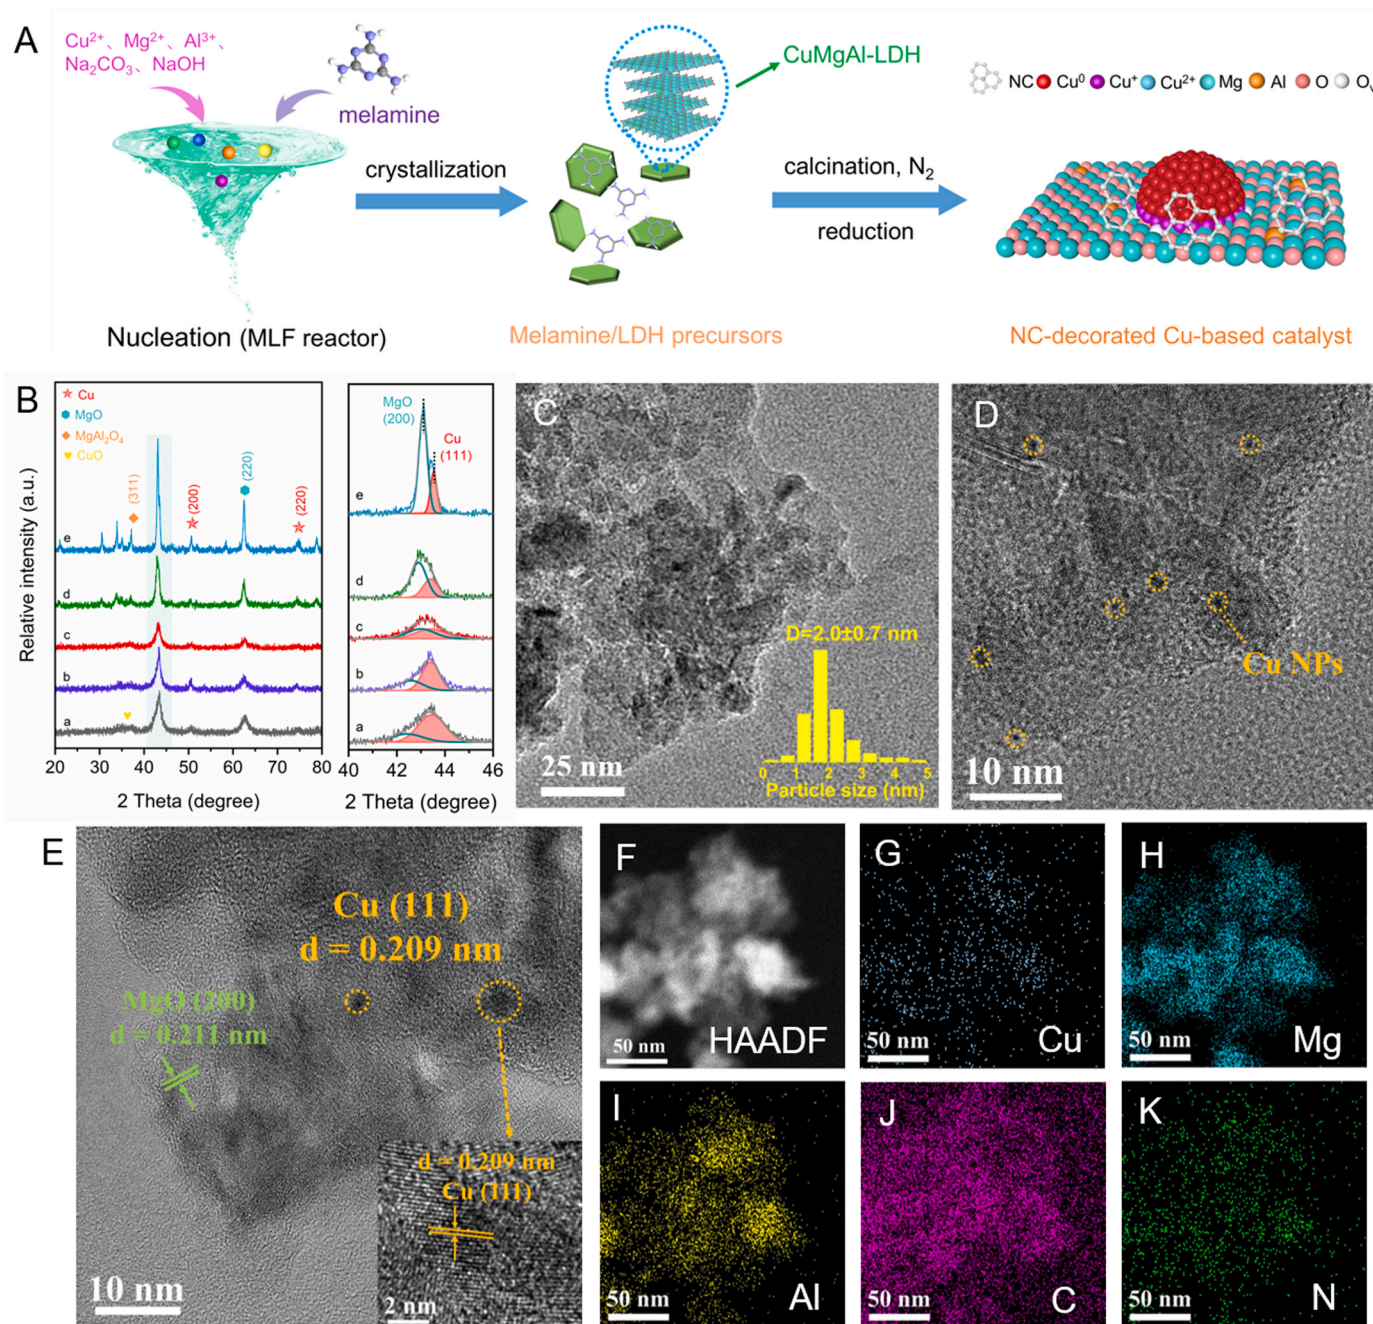 A
Cu²⁺、Mg²⁺、Al³⁺、
Na₂CO₃、NaOH
melamine
Nucleation (MLF reactor)
crystallization
CuMgAl-LDH
Melamine/LDH precursors
calcination, N₂
reduction
NC Cu⁰ Cu⁺ Cu²⁺ Mg Al O Oᵥ
NC-decorated Cu-based catalyst
B
Cu
MgO
MgAl₂O₄
CuO
(311)
(200)
(220)
(220)
e
d
c
b
a
Relative intensity (a.u.)
20 30 40 50 60 70 80
2 Theta (degree)
MgO
(200)
Cu
(111)
e
d
c
b
a
40 42 44 46
2 Theta (degree)
C
D=2.0±0.7 nm
0 1 2 3 4 5
Particle size (nm)
25 nm
D
Cu NPs
10 nm
E
Cu (111)
d = 0.209 nm
MgO (200)
d = 0.211 nm
d = 0.209 nm
Cu (111)
10 nm
2 nm
F
50 nm
HAADF
G
50 nm
Cu
H
50 nm
Mg
I
50 nm
Al
J
50 nm
C
K
50 nm
N